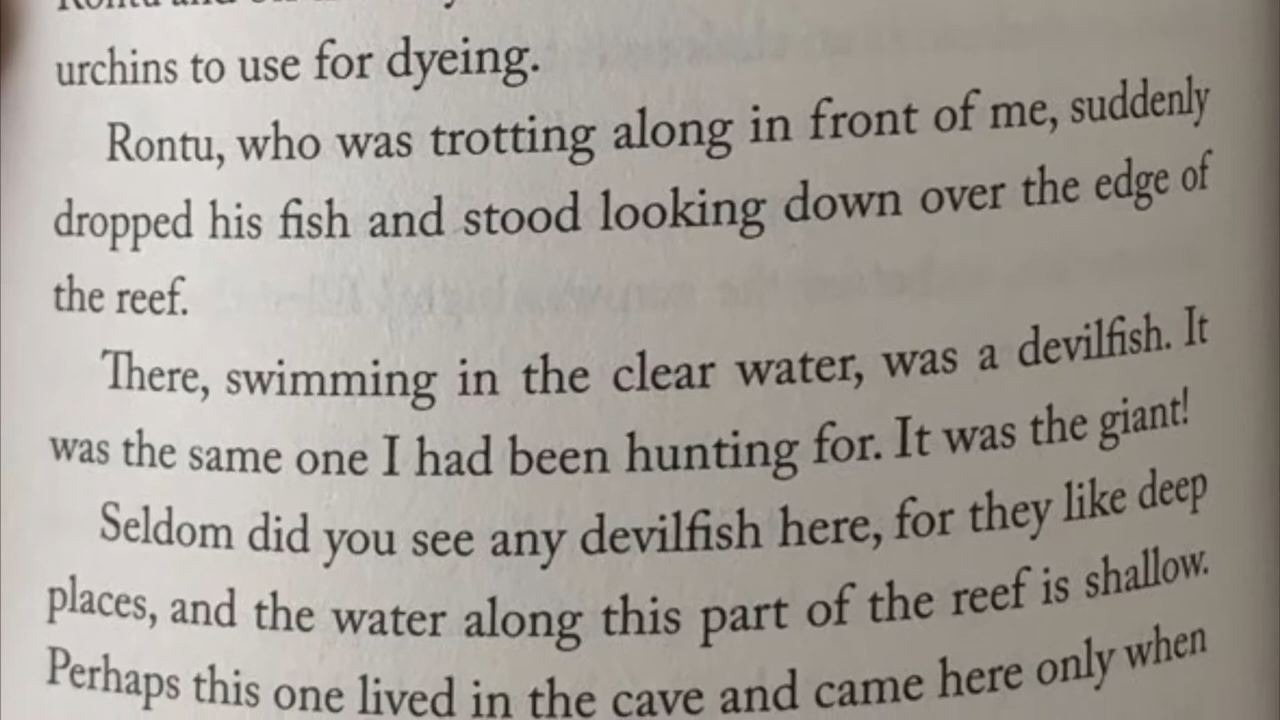 urchins to use for dyeing.
Rontu, who was trotting along in front of me, suddenly
dropped his fish and stood looking down over the edge of
the reef.
There, swimming in the clear water, was a devilfish. It
was the same one I had been hunting for. It was the giant!
Seldom did you see any devilfish here, for they like deep
places, and the water along this part of the reef is shallow.
Perhaps this one lived in the cave and came here only when